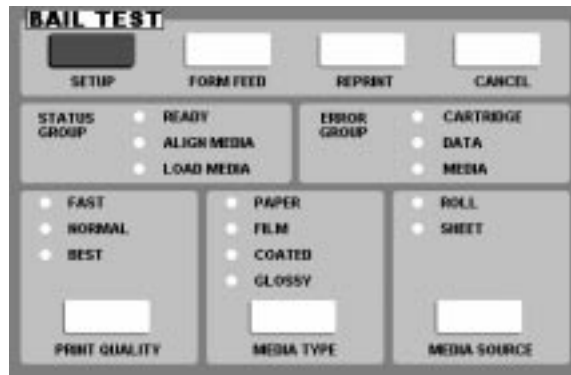 BAIL TEST
SETUP FORM FEED REPRINT CANCEL
STATUS GROUP
READY
ALIGN MEDIA
LOAD MEDIA
ERROR GROUP
CARTRIDGE
DATA
MEDIA
FAST
NORMAL
BEST
PRINT QUALITY
PAPER
FILM
COATED
GLOSSY
MEDIA TYPE
ROLL
SHEET
MEDIA SOURCE